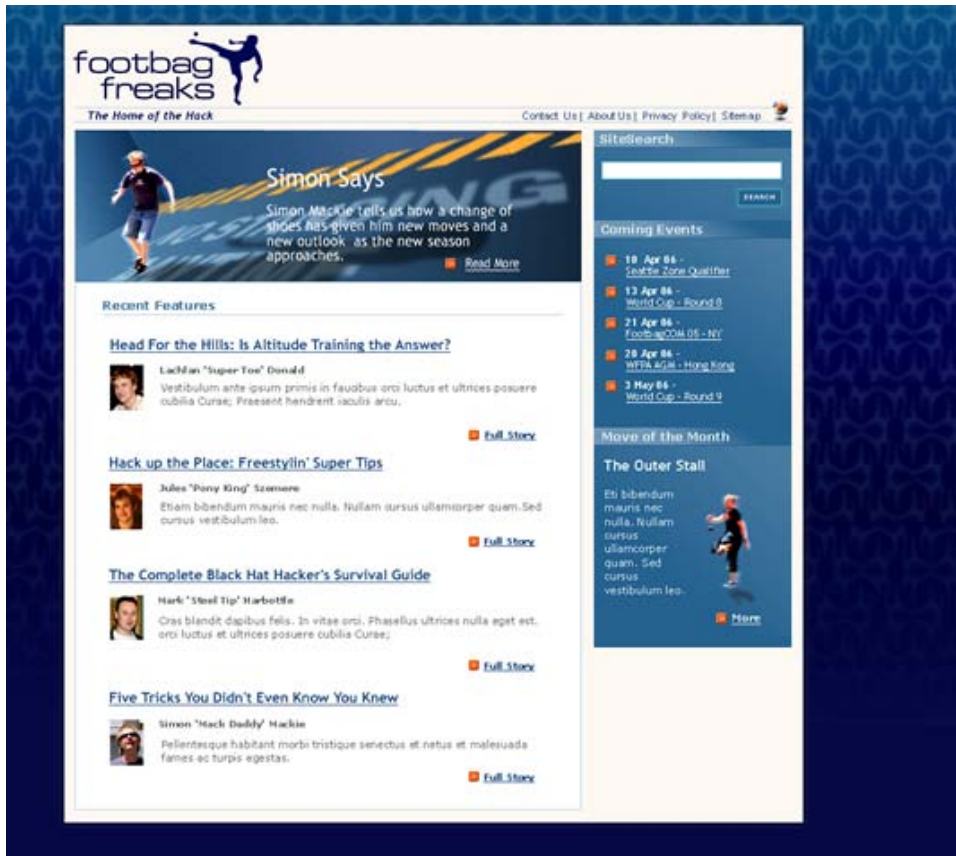 footbag
freaks
The Home of the Hack
Contact Us | About Us | Privacy Policy | Sitemap
Simon Says
Simon Mackie tells us how a change of
shoes has given him new moves and a
new outlook as the new season
approaches.
Read More
Recent Features
Head For the Hills: Is Altitude Training the Answer?
Lachlan 'Super Toe' Donald
Vestibulum ante ipsum primis in faucibus orci luctus et ultrices posuere
cubilia Curae; Praesent hendrerit iaculis arcu.
Full Story
Hack up the Place: Freestylin' Super Tips
Jules 'Pony King' Szemere
Etiam bibendum mauris nec nulla. Nullam cursus ullamcorper quam. Sed
cursus vestibulum leo.
Full Story
The Complete Black Hat Hacker's Survival Guide
Mark 'Steel Tip' Harbottle
Cras blandit dapibus felis. In vitae orci. Phasellus ultrices nulla eget est.
orci luctus et ultrices posuere cubilia Curae;
Full Story
Five Tricks You Didn't Even Know You Knew
Simon 'Mack Daddy' Mackie
Pellentesque habitant morbi tristique senectus et netus et malesuada
fames ac turpis egestas.
Full Story
SiteSearch
SEARCH
Coming Events
10 Apr 06 -
Seattle Zone Qualifier
13 Apr 06 -
World Cup - Round 8
21 Apr 06 -
FootbagCOM 05 - NY
28 Apr 06 -
WFPA AGM - Hong Kong
3 May 06 -
World Cup - Round 9
Move of the Month
The Outer Stall
Eti bibendum
mauris nec
nulla. Nullam
cursus
ullamcorper
quam. Sed
cursus
vestibulum leo.
More